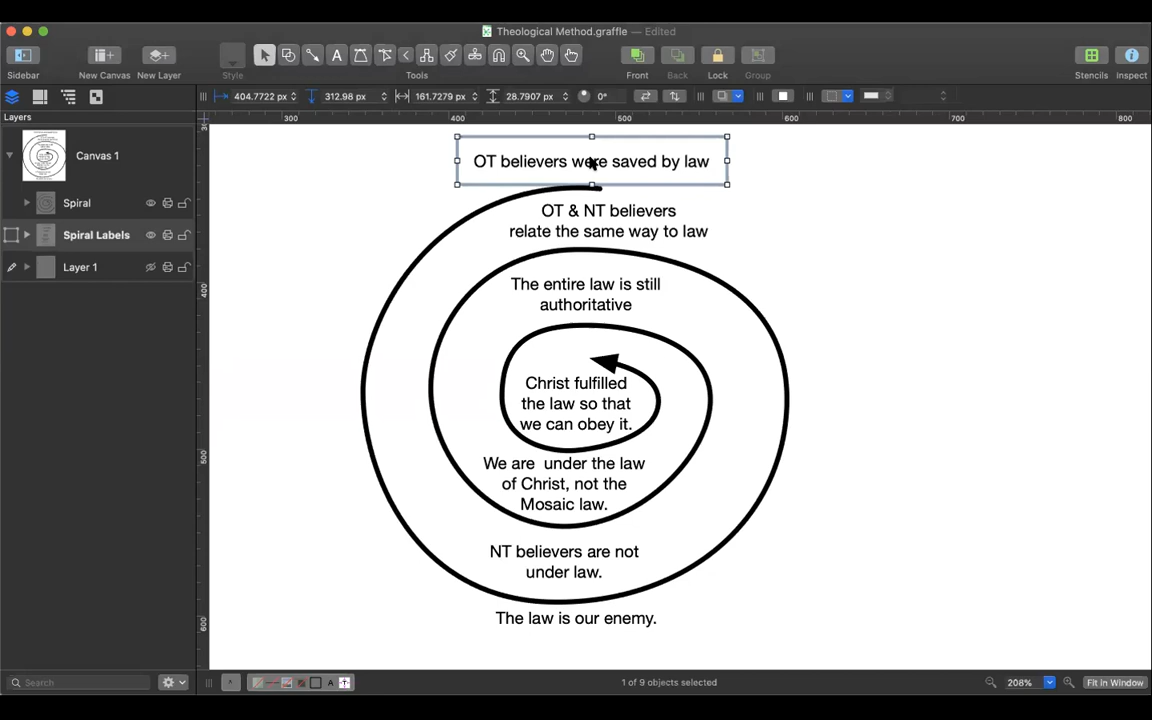 Theological Method.graffle — Edited
Sidebar
New Canvas
New Layer
Style
Tools
Front
Back
Lock
Group
Stencils
Inspect
404.7722 px
312.98 px
161.7279 px
28.7907 px
0°
Layers
Canvas 1
Spiral
Spiral Labels
Layer 1
300
400
500
600
700
800
400
500
600
OT believers were saved by law
OT & NT believers
relate the same way to law
The entire law is still
authoritative
Christ fulfilled
the law so that
we can obey it.
We are  under the law
of Christ, not the
Mosaic law.
NT believers are not
under law.
The law is our enemy.
Search
1 of 9 objects selected
208%
Fit in Window